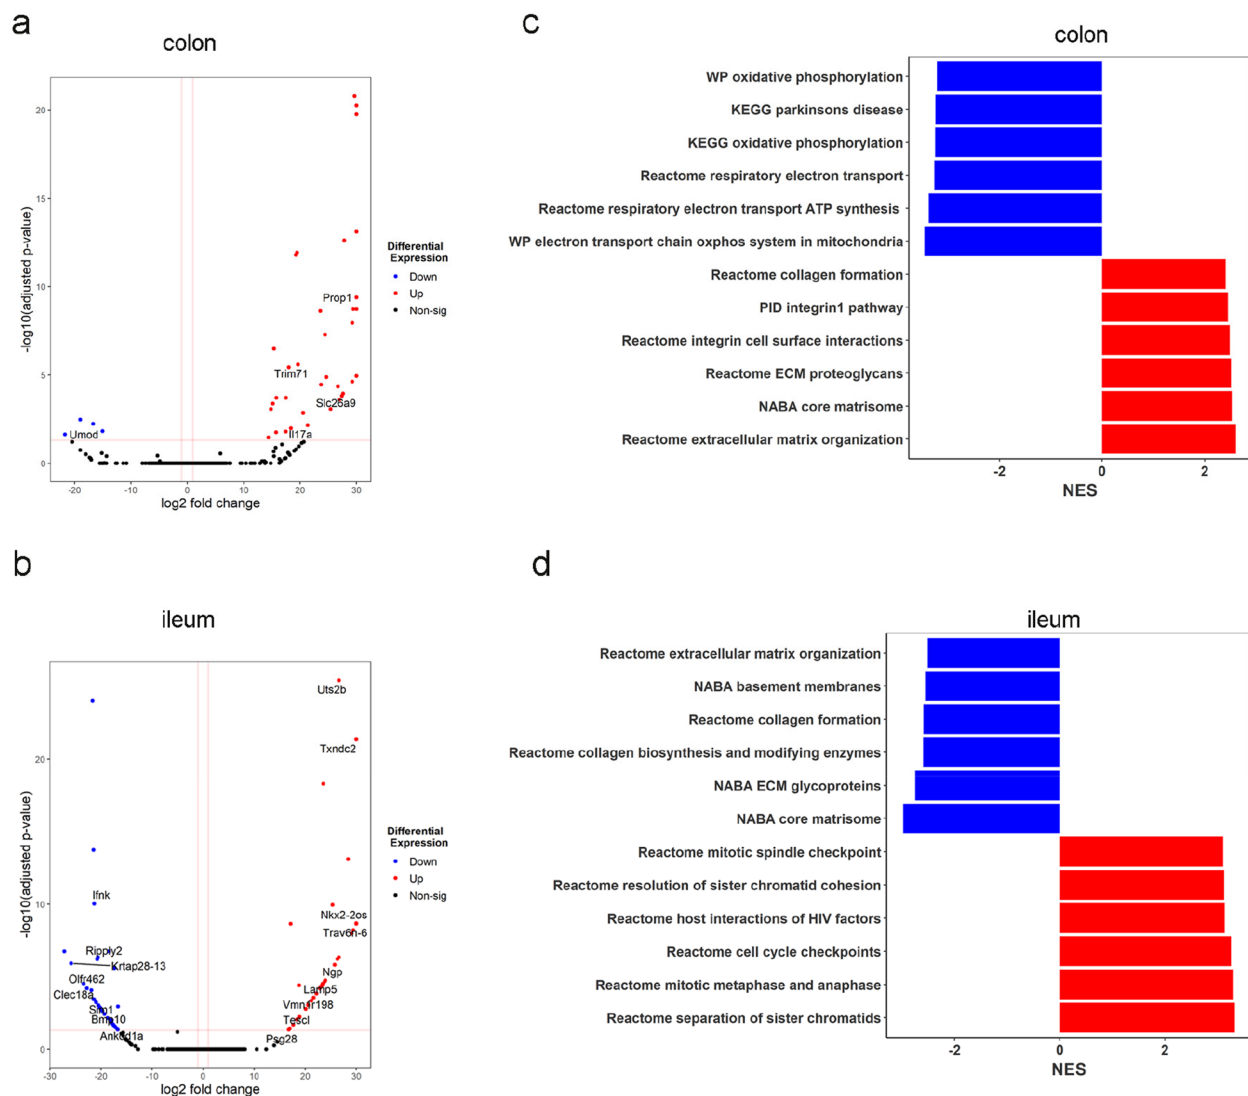 a
colon
-log10(adjusted p-value)
20
15
10
5
0
-20
-10
0
10
20
30
log2 fold change
Prop1
Trim71
Slc26a9
Il17a
Umod
Differential
Expression
Down
Up
Non-sig
c
colon
WP oxidative phosphorylation
KEGG parkinsons disease
KEGG oxidative phosphorylation
Reactome respiratory electron transport
Reactome respiratory electron transport ATP synthesis
WP electron transport chain oxphos system in mitochondria
Reactome collagen formation
PID integrin1 pathway
Reactome integrin cell surface interactions
Reactome ECM proteoglycans
NABA core matrisome
Reactome extracellular matrix organization
-2
0
2
NES
b
ileum
-log10(adjusted p-value)
20
10
0
-30
-20
-10
0
10
20
30
log2 fold change
Uts2b
Txndc2
Ifnk
Nkx2-2os
Trav6n-6
Ripply2
Krtap28-13
Ngp
Olfr462
Lamp5
Clec18a
Vmn1r198
Slm1
Bmp10
Tescl
Ankdd1a
Psg28
Differential
Expression
Down
Up
Non-sig
d
ileum
Reactome extracellular matrix organization
NABA basement membranes
Reactome collagen formation
Reactome collagen biosynthesis and modifying enzymes
NABA ECM glycoproteins
NABA core matrisome
Reactome mitotic spindle checkpoint
Reactome resolution of sister chromatid cohesion
Reactome host interactions of HIV factors
Reactome cell cycle checkpoints
Reactome mitotic metaphase and anaphase
Reactome separation of sister chromatids
-2
0
2
NES